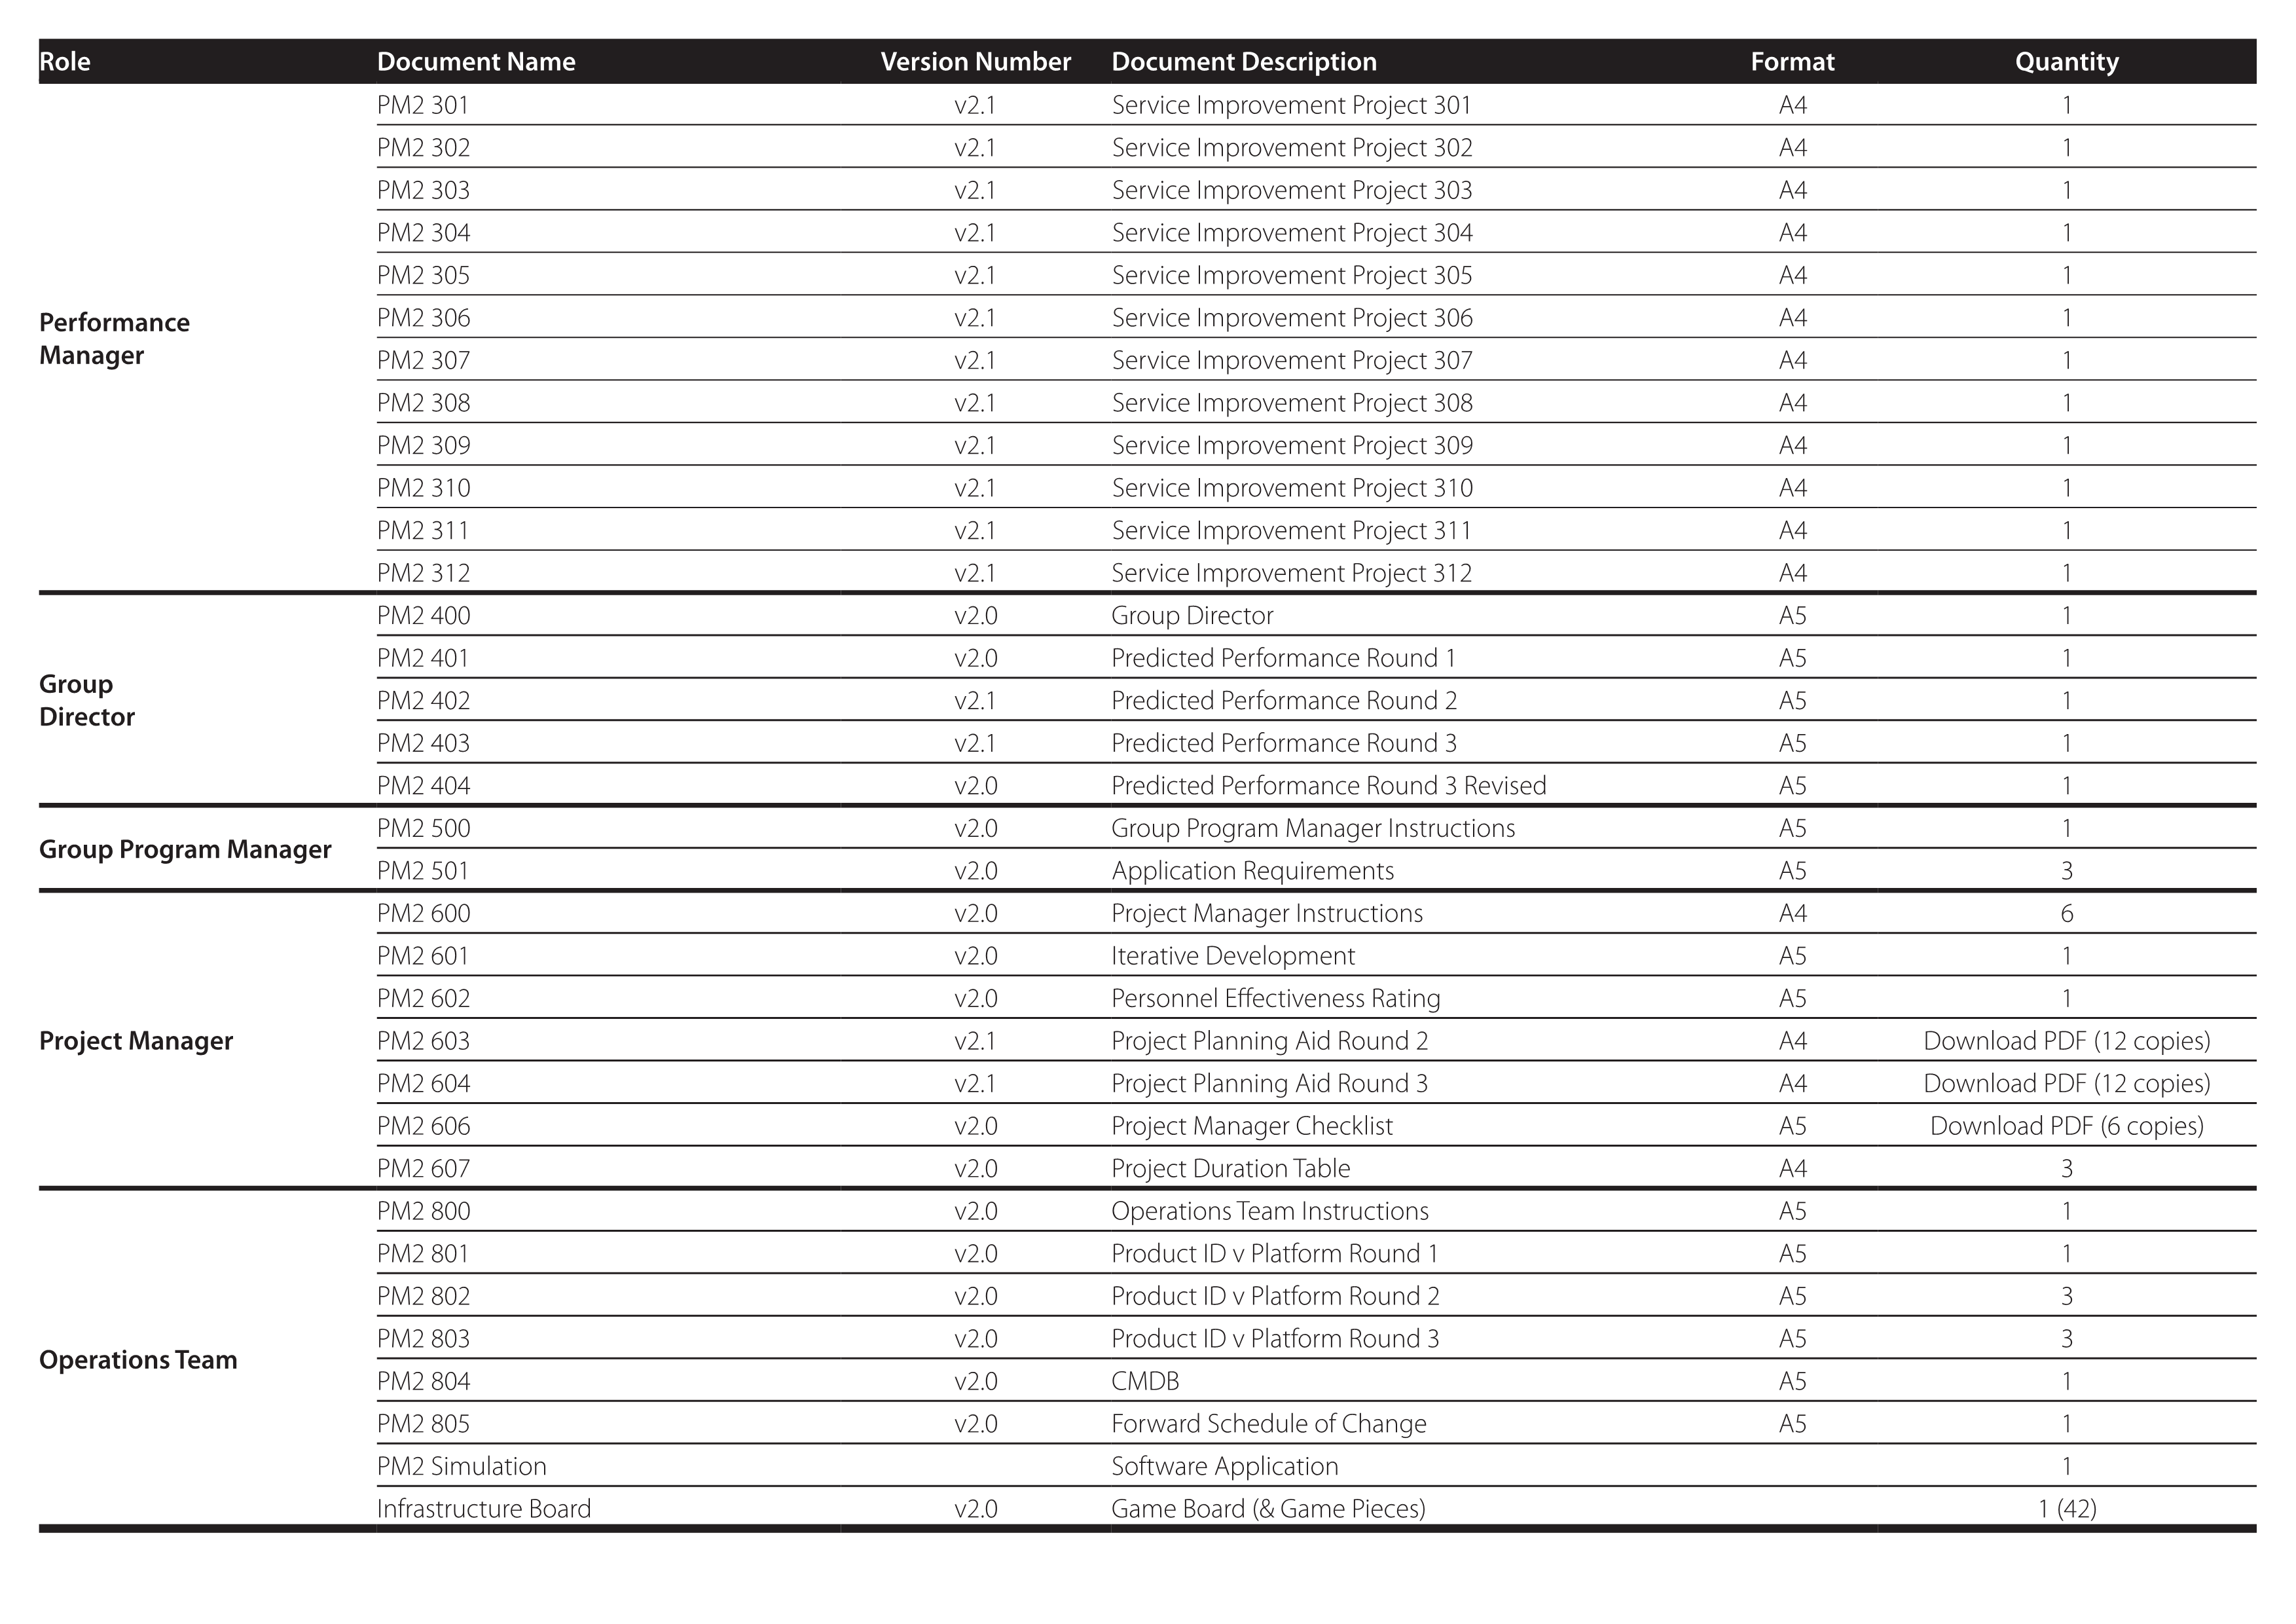 Role Document Name Version Number Document Description Format Quantity
Performance
Manager
PM2 301 v2.1 Service Improvement Project 301 A4 1
PM2 302 v2.1 Service Improvement Project 302 A4 1
PM2 303 v2.1 Service Improvement Project 303 A4 1
PM2 304 v2.1 Service Improvement Project 304 A4 1
PM2 305 v2.1 Service Improvement Project 305 A4 1
PM2 306 v2.1 Service Improvement Project 306 A4 1
PM2 307 v2.1 Service Improvement Project 307 A4 1
PM2 308 v2.1 Service Improvement Project 308 A4 1
PM2 309 v2.1 Service Improvement Project 309 A4 1
PM2 310 v2.1 Service Improvement Project 310 A4 1
PM2 311 v2.1 Service Improvement Project 311 A4 1
PM2 312 v2.1 Service Improvement Project 312 A4 1
Group
Director
PM2 400 v2.0 Group Director A5 1
PM2 401 v2.0 Predicted Performance Round 1 A5 1
PM2 402 v2.1 Predicted Performance Round 2 A5 1
PM2 403 v2.1 Predicted Performance Round 3 A5 1
PM2 404 v2.0 Predicted Performance Round 3 Revised A5 1
Group Program Manager
PM2 500 v2.0 Group Program Manager Instructions A5 1
PM2 501 v2.0 Application Requirements A5 3
Project Manager
PM2 600 v2.0 Project Manager Instructions A4 6
PM2 601 v2.0 Iterative Development A5 1
PM2 602 v2.0 Personnel Effectiveness Rating A5 1
PM2 603 v2.1 Project Planning Aid Round 2 A4 Download PDF (12 copies)
PM2 604 v2.1 Project Planning Aid Round 3 A4 Download PDF (12 copies)
PM2 606 v2.0 Project Manager Checklist A5 Download PDF (6 copies)
PM2 607 v2.0 Project Duration Table A4 3
Operations Team
PM2 800 v2.0 Operations Team Instructions A5 1
PM2 801 v2.0 Product ID v Platform Round 1 A5 1
PM2 802 v2.0 Product ID v Platform Round 2 A5 3
PM2 803 v2.0 Product ID v Platform Round 3 A5 3
PM2 804 v2.0 CMDB A5 1
PM2 805 v2.0 Forward Schedule of Change A5 1
PM2 Simulation Software Application 1
Infrastructure Board v2.0 Game Board (& Game Pieces) 1 (42)